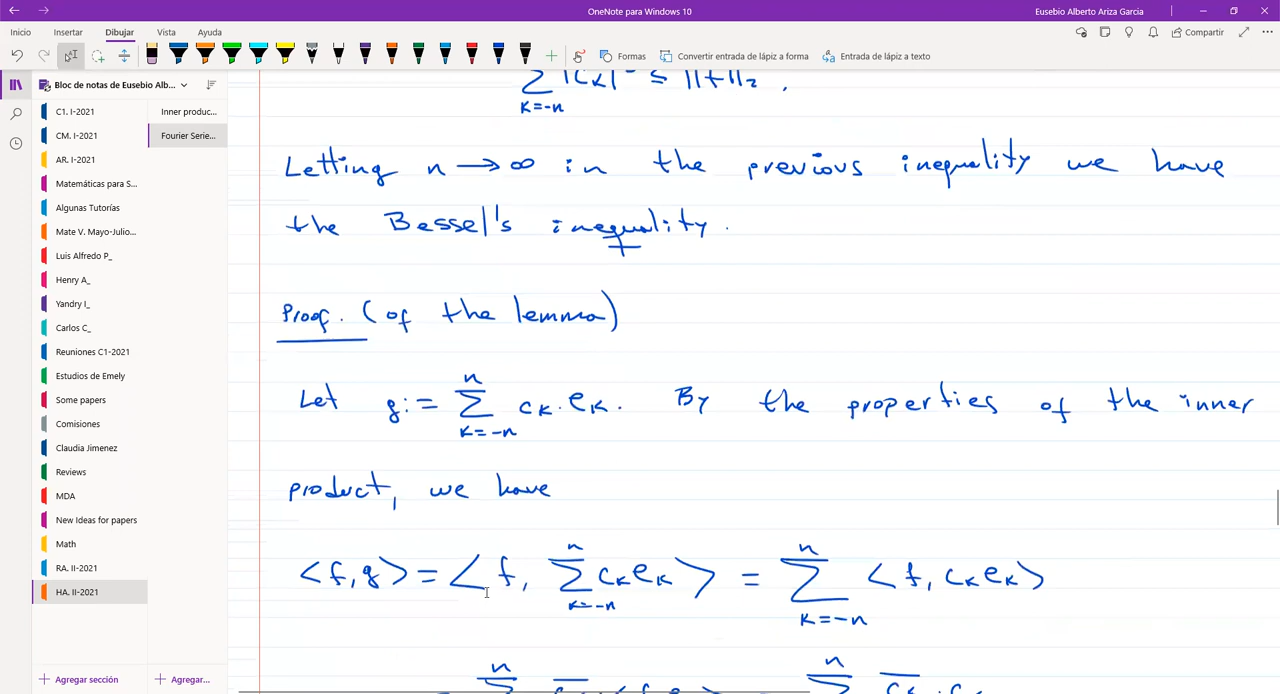 OneNote para Windows 10
Eusebio Alberto Ariza Garcia
Inicio Insertar Dibujar Vista Ayuda
Compartir
Formas Convertir entrada de lápiz a forma Entrada de lápiz a texto
Bloc de notas de Eusebio Alb...
C1. I-2021
CM. I-2021
AR. I-2021
Matemáticas para S...
Algunas Tutorías
Mate V. Mayo-Julio...
Luis Alfredo P_
Henry A_
Yandry I_
Carlos C_
Reuniones C1-2021
Estudios de Emely
Some papers
Comisiones
Claudia Jimenez
Reviews
MDA
New Ideas for papers
Math
RA. II-2021
HA. II-2021
Agregar sección
Inner produc...
Fourier Serie...
Agregar...
k=-n
Letting n → ∞ in the previous inequality we have
the Bessel's inequality.
Proof. (of the lemma)
Let g := ∑_{k=-n}^{n} c_k . e_k. By the properties of the inner
product, we have
<f,g> = <f, ∑_{k=-n}^{n} c_k e_k> = ∑_{k=-n}^{n} <f, c_k e_k>